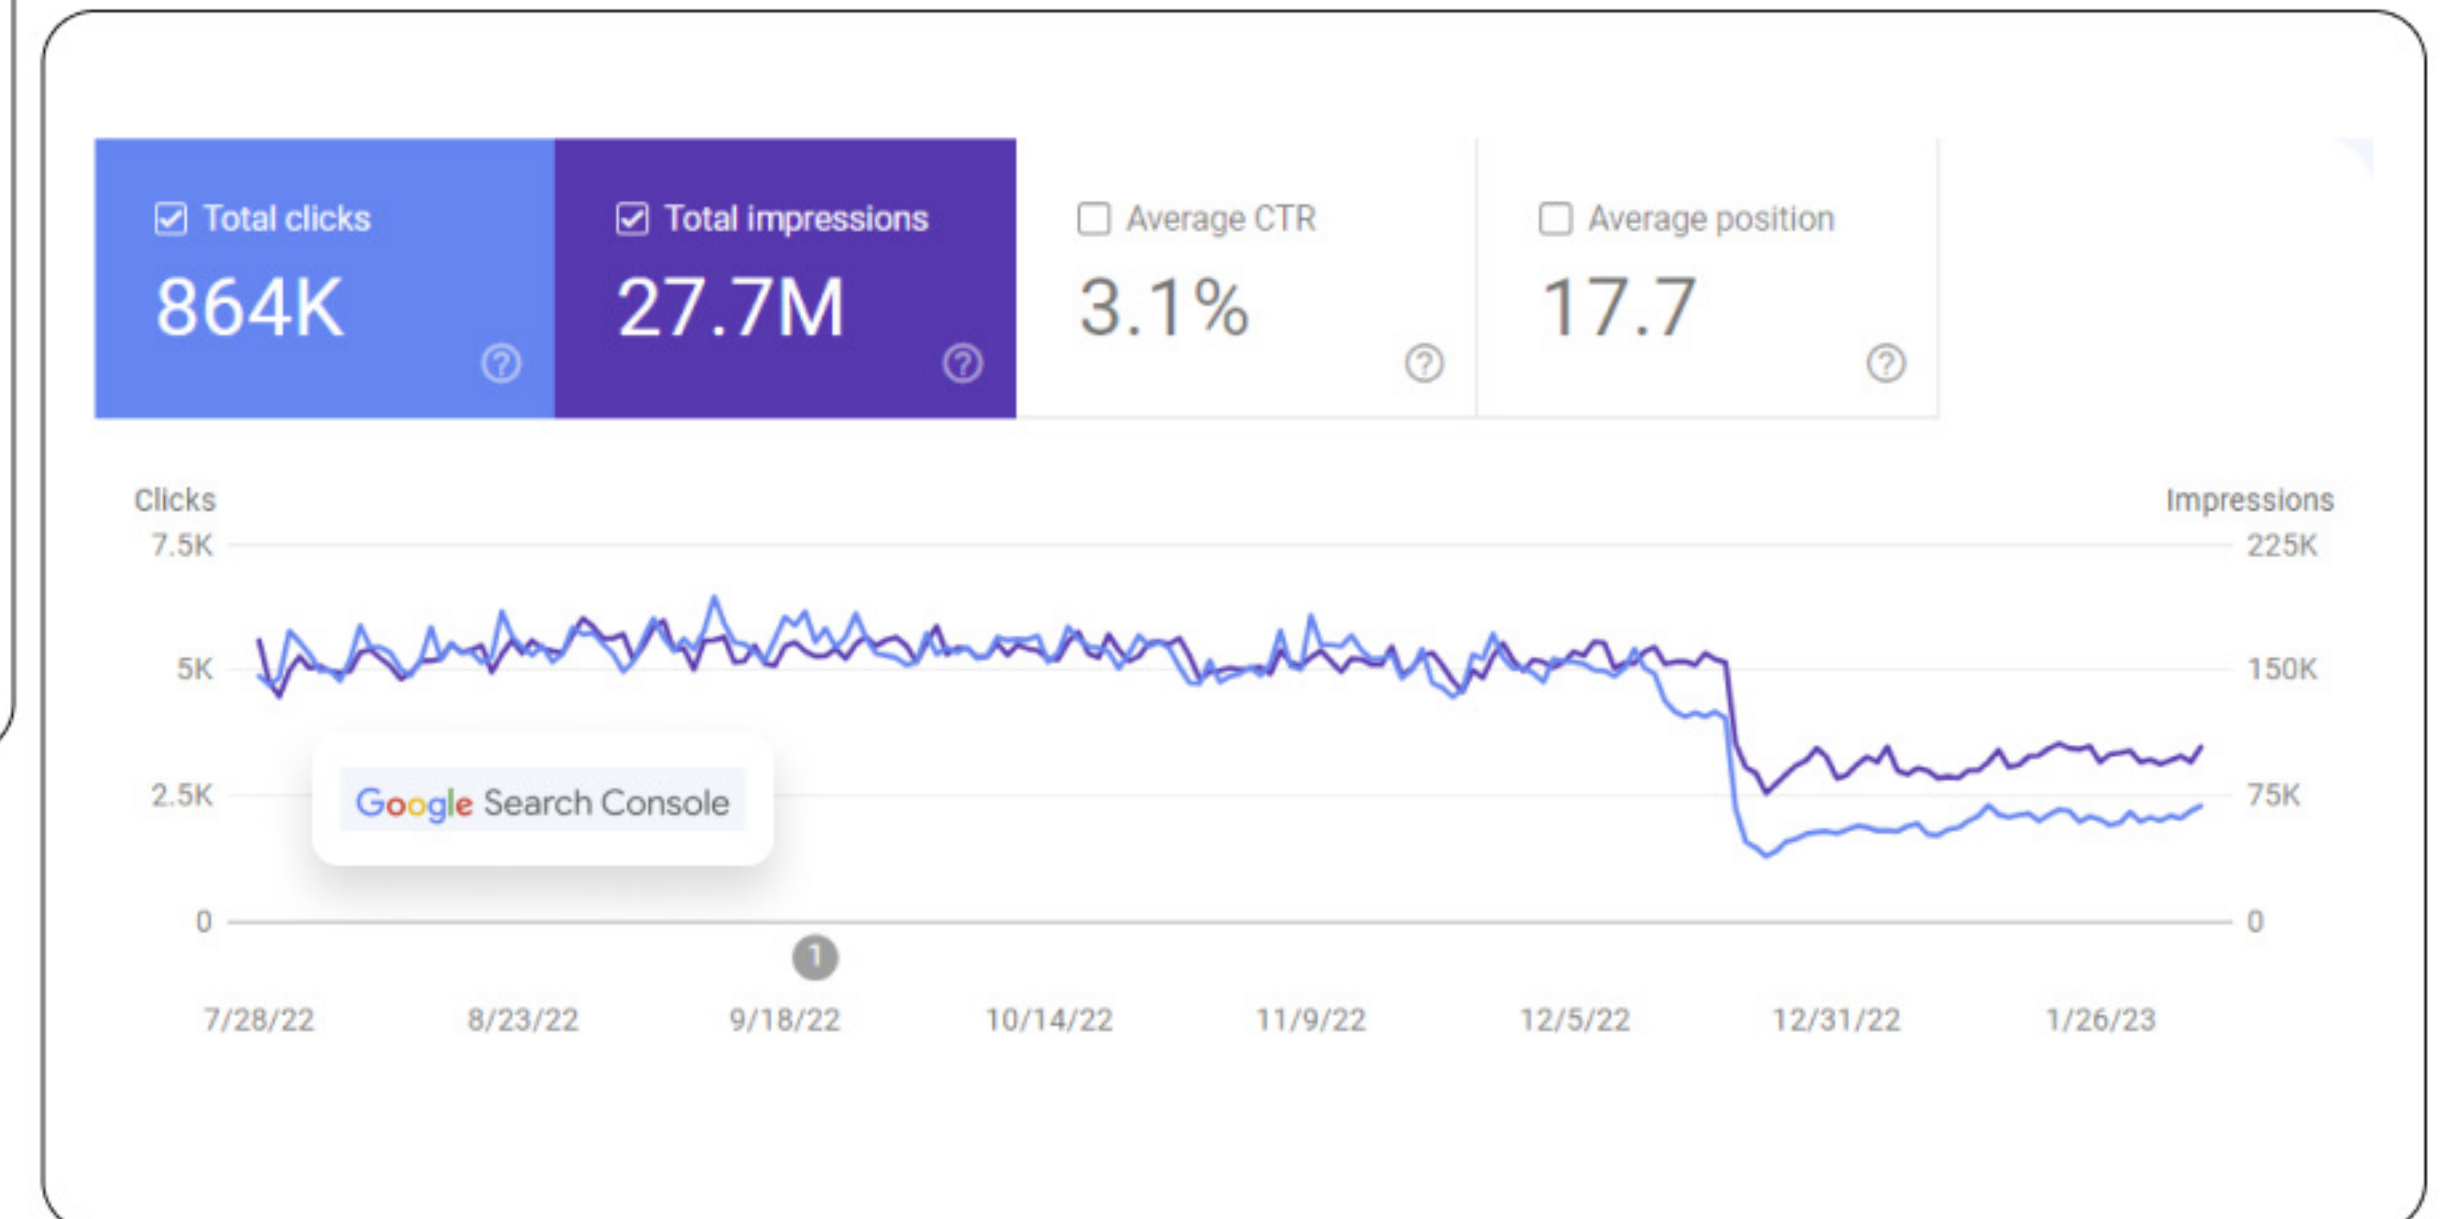 Total clicks
864K
Total impressions
27.7M
Average CTR
3.1%
Average position
17.7
Clicks
Impressions
7.5K
225K
5K
150K
2.5K
75K
Google Search Console
0
0
1
7/28/22 8/23/22 9/18/22 10/14/22 11/9/22 12/5/22 12/31/22 1/26/23